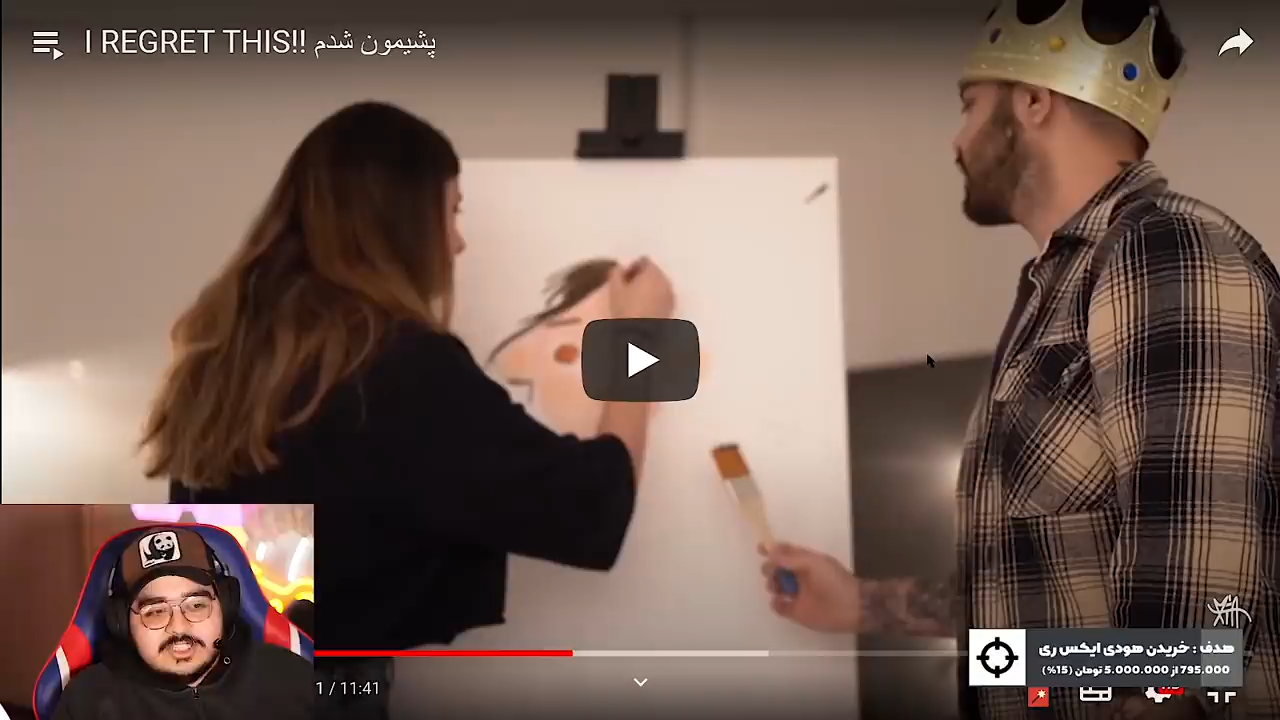 I REGRET THIS!! پشیمون شدم
هدف : خریدن هودی ایکس ری
795.000 از 5.000.000 تومان (15%)
1 / 11:41